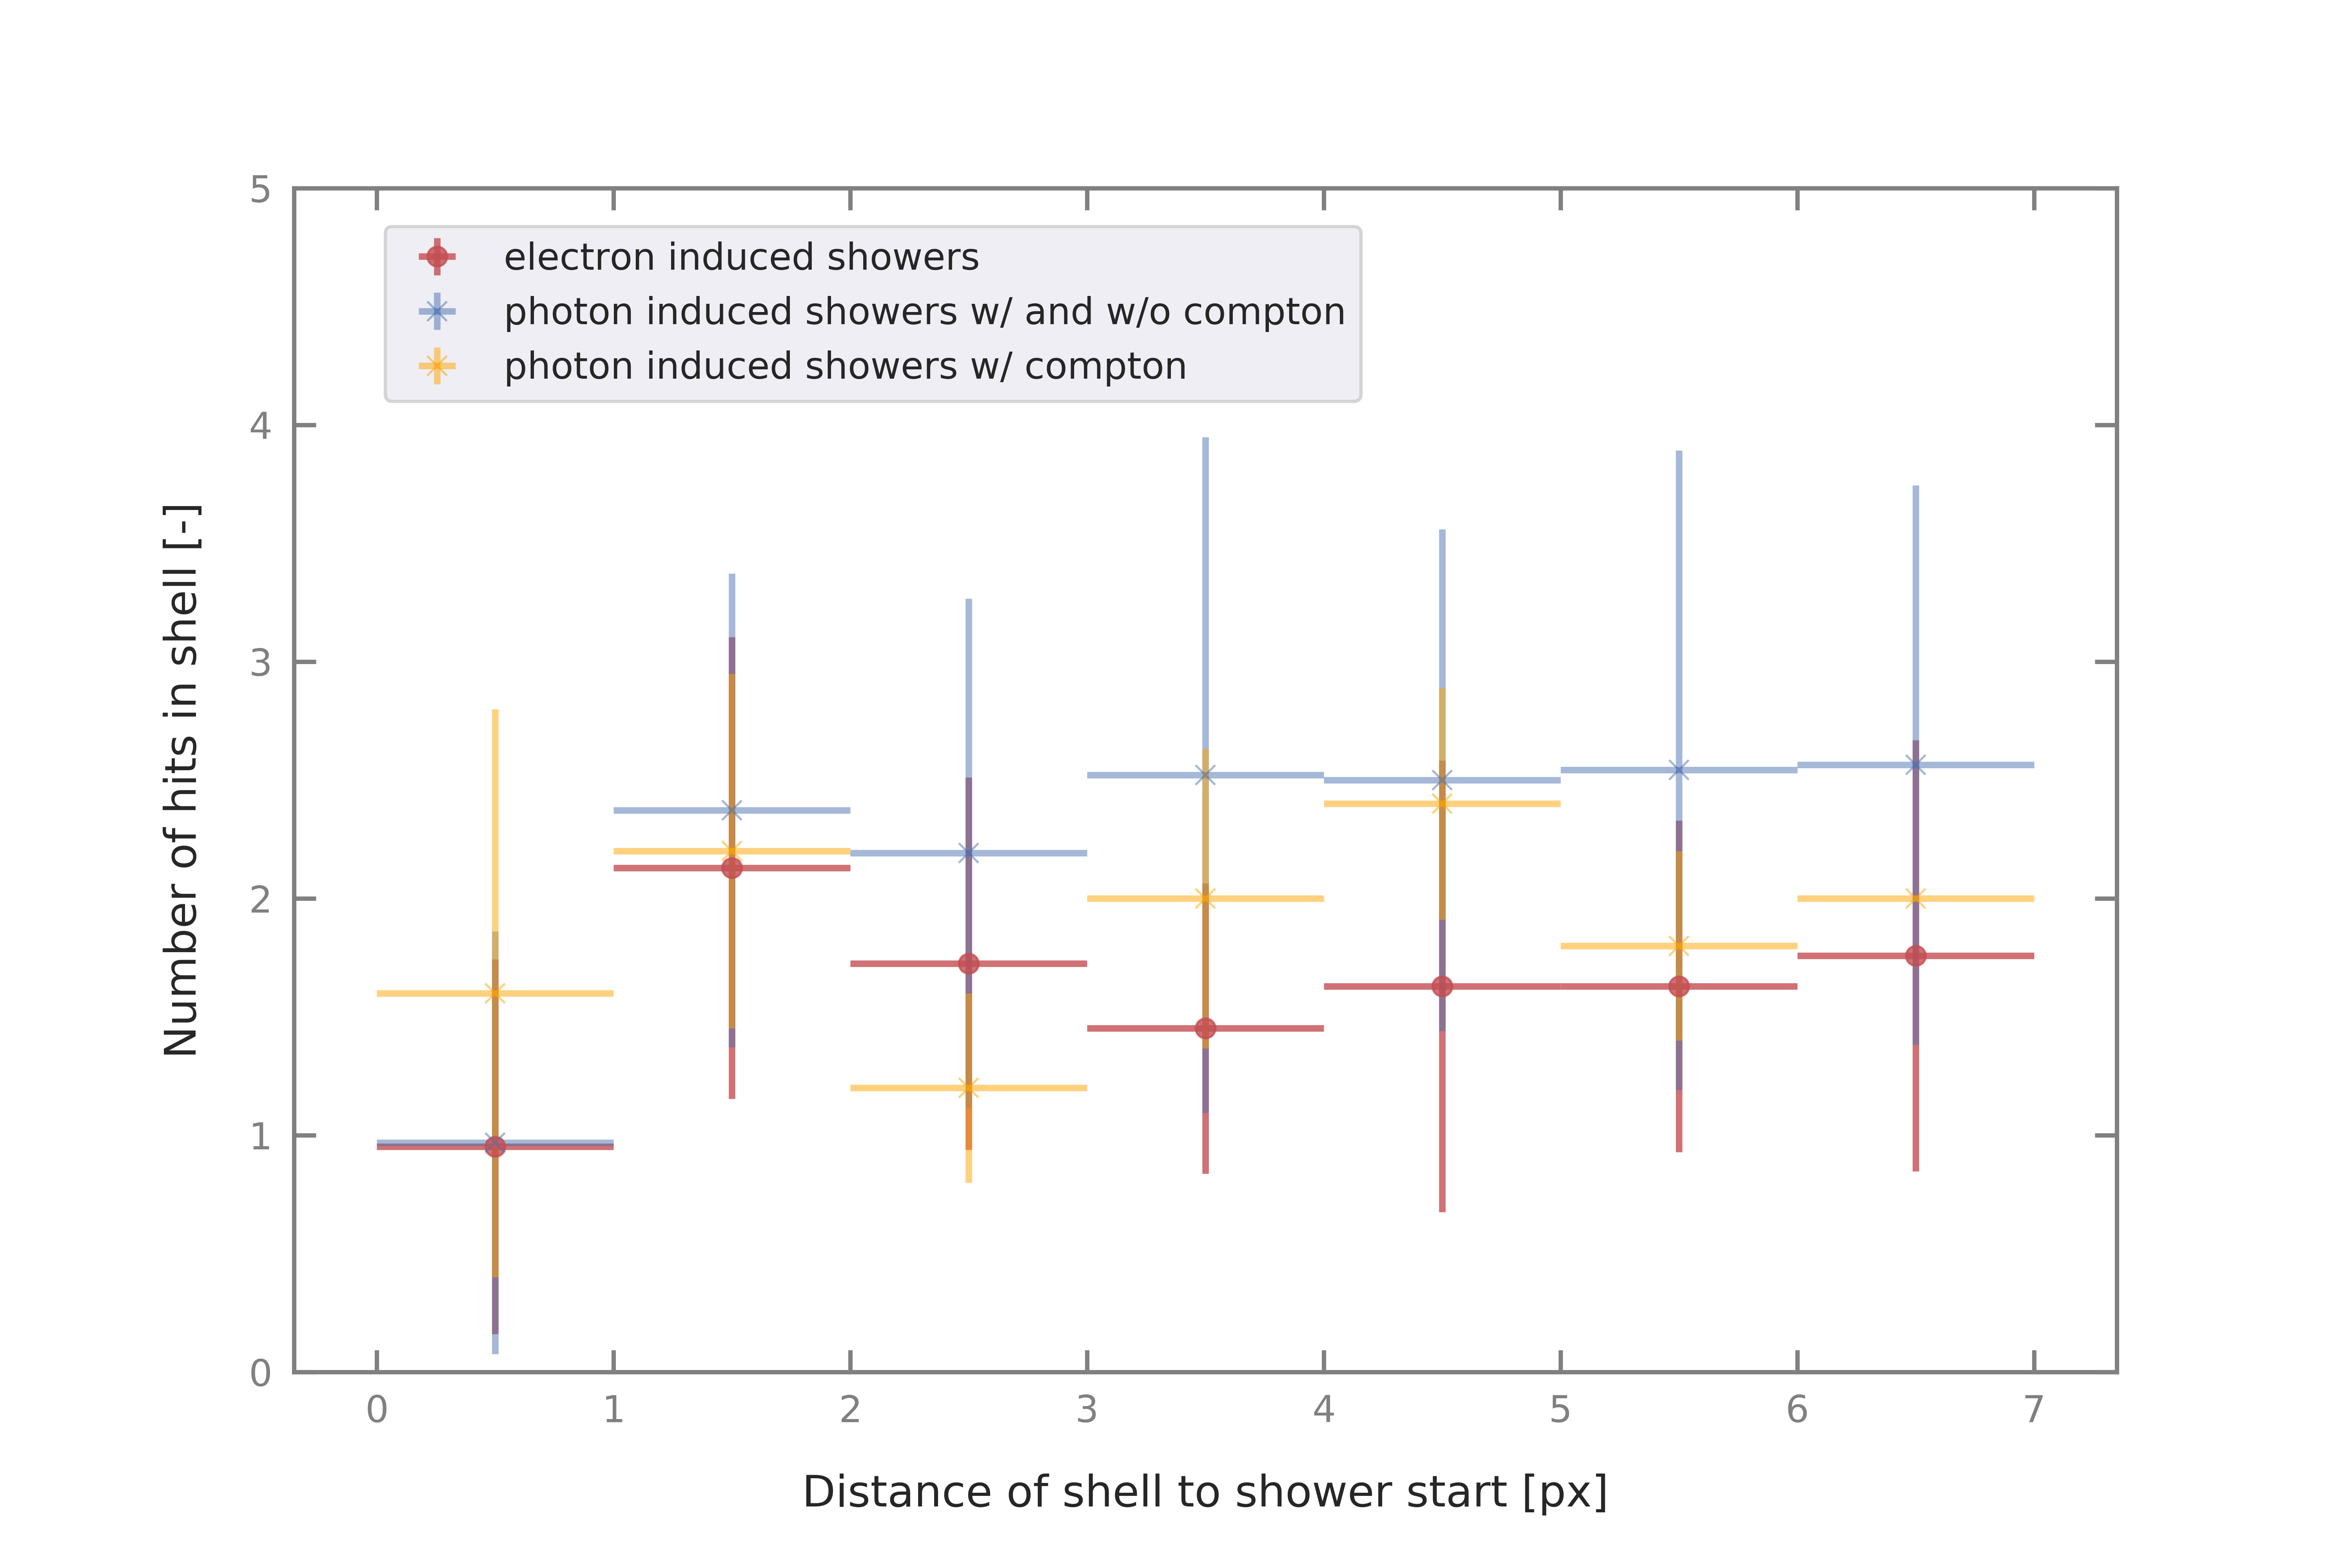 5
4
3
2
1
0
electron induced showers
photon induced showers w/ and w/o compton
photon induced showers w/ compton
Number of hits in shell [-]
0 1 2 3 4 5 6 7
Distance of shell to shower start [px]